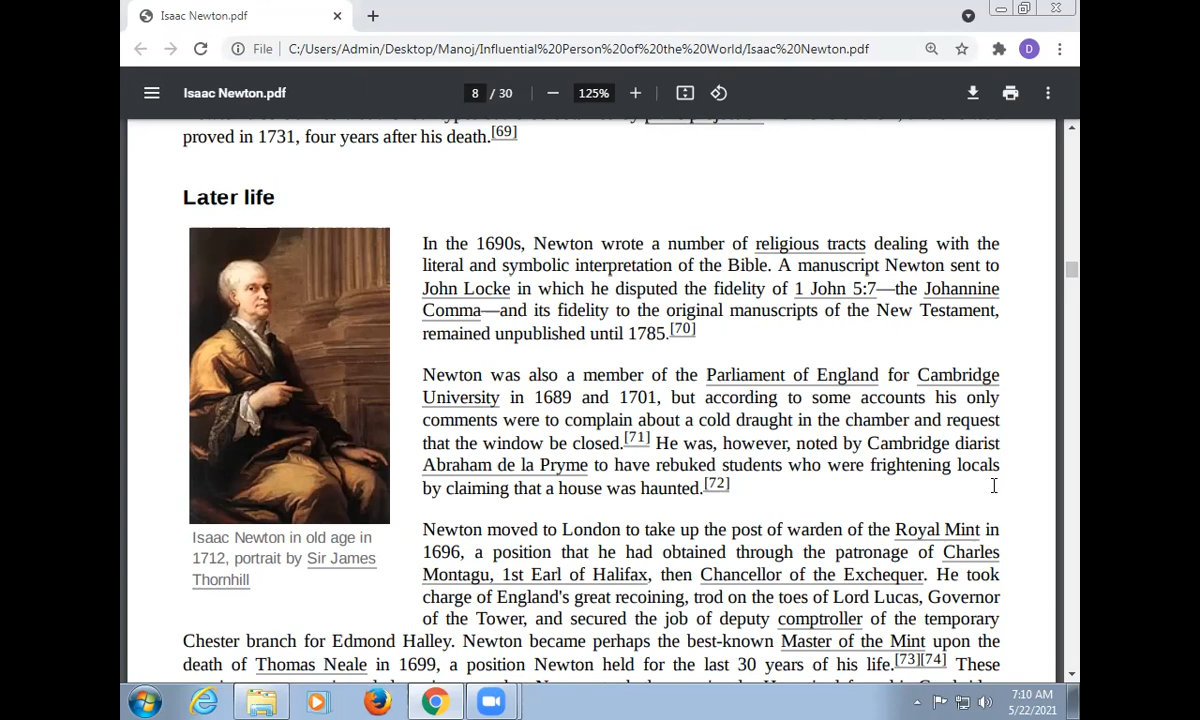 Isaac Newton.pdf
File
C:/Users/Admin/Desktop/Manoj/Influential%20Person%20of%20the%20World/Isaac%20Newton.pdf
D
Isaac Newton.pdf
8 / 30
125%
proved in 1731, four years after his death.[69]
Later life
In the 1690s, Newton wrote a number of religious tracts dealing with the
literal and symbolic interpretation of the Bible. A manuscript Newton sent to
John Locke in which he disputed the fidelity of 1 John 5:7—the Johannine
Comma—and its fidelity to the original manuscripts of the New Testament,
remained unpublished until 1785.[70]
Newton was also a member of the Parliament of England for Cambridge
University in 1689 and 1701, but according to some accounts his only
comments were to complain about a cold draught in the chamber and request
that the window be closed.[71] He was, however, noted by Cambridge diarist
Abraham de la Pryme to have rebuked students who were frightening locals
by claiming that a house was haunted.[72]
Isaac Newton in old age in
1712, portrait by Sir James
Thornhill
Newton moved to London to take up the post of warden of the Royal Mint in
1696, a position that he had obtained through the patronage of Charles
Montagu, 1st Earl of Halifax, then Chancellor of the Exchequer. He took
charge of England's great recoining, trod on the toes of Lord Lucas, Governor
of the Tower, and secured the job of deputy comptroller of the temporary
Chester branch for Edmond Halley. Newton became perhaps the best-known Master of the Mint upon the
death of Thomas Neale in 1699, a position Newton held for the last 30 years of his life.[73][74] These
7:10 AM
5/22/2021